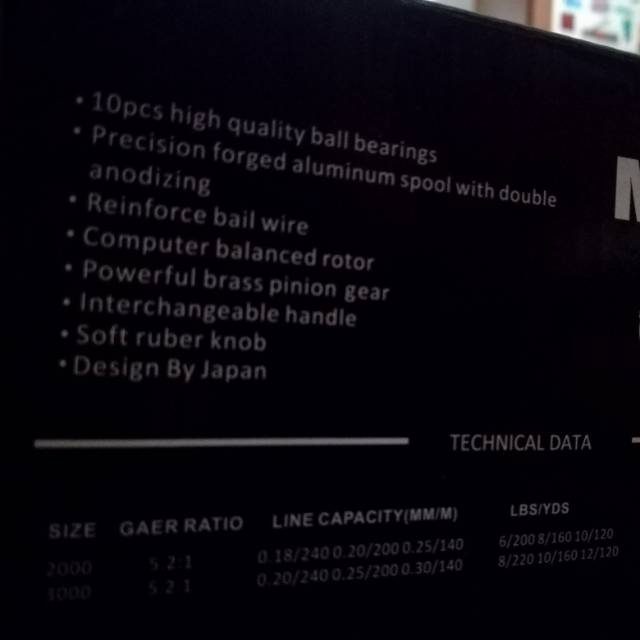 • 10pcs high quality ball bearings
• Precision forged aluminum spool with double
anodizing
• Reinforce bail wire
• Computer balanced rotor
• Powerful brass pinion gear
• Interchangeable handle
• Soft ruber knob
• Design By Japan
TECHNICAL DATA
SIZE GAER RATIO LINE CAPACITY(MM/M) LBS/YDS
2000 5.2:1 0.18/240 0.20/200 0.25/140 6/200 8/160 10/120
5.2:1 0.20/240 0.25/200 0.30/140 8/220 10/160 12/120